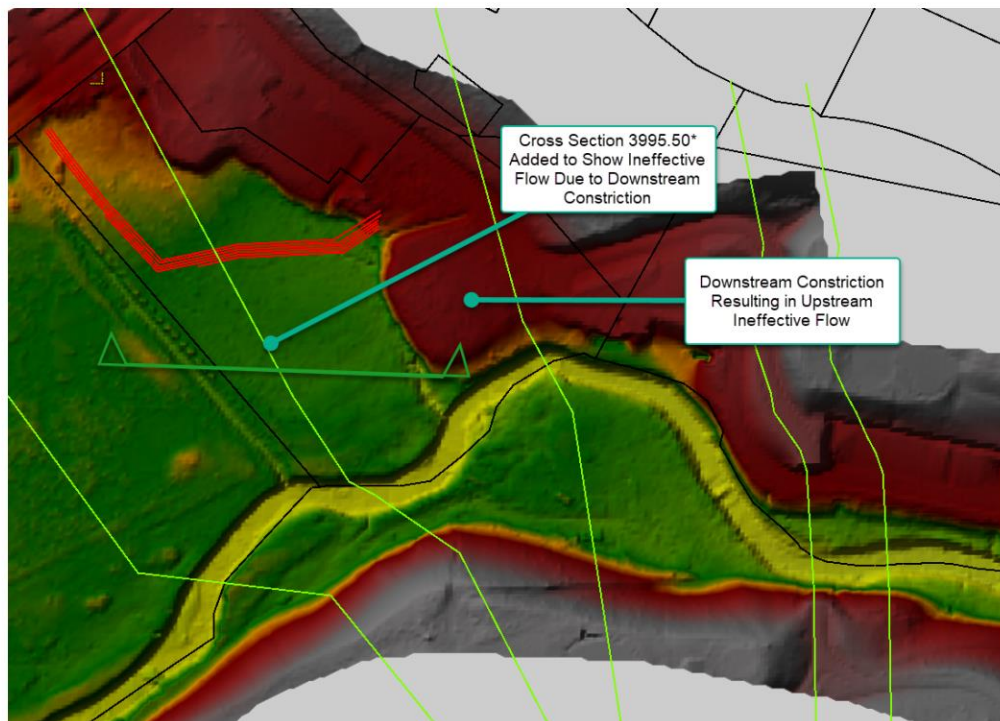 Cross Section 3995.50*
Added to Show Ineffective
Flow Due to Downstream
Constriction
Downstream Constriction
Resulting in Upstream
Ineffective Flow